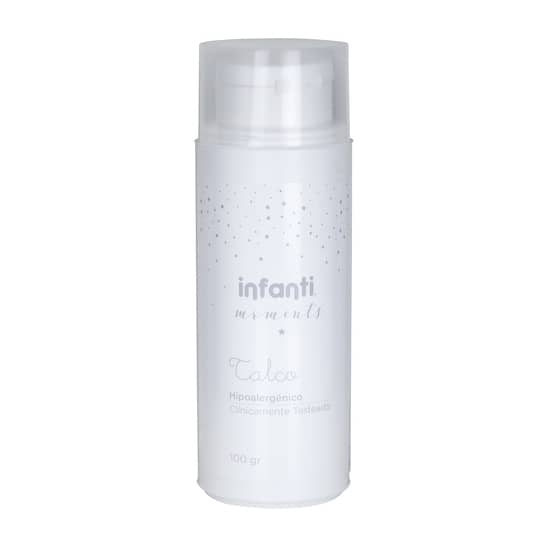 infanti
moments
Talco
Hipoalergénico
Clínicamente Testeado
100 gr